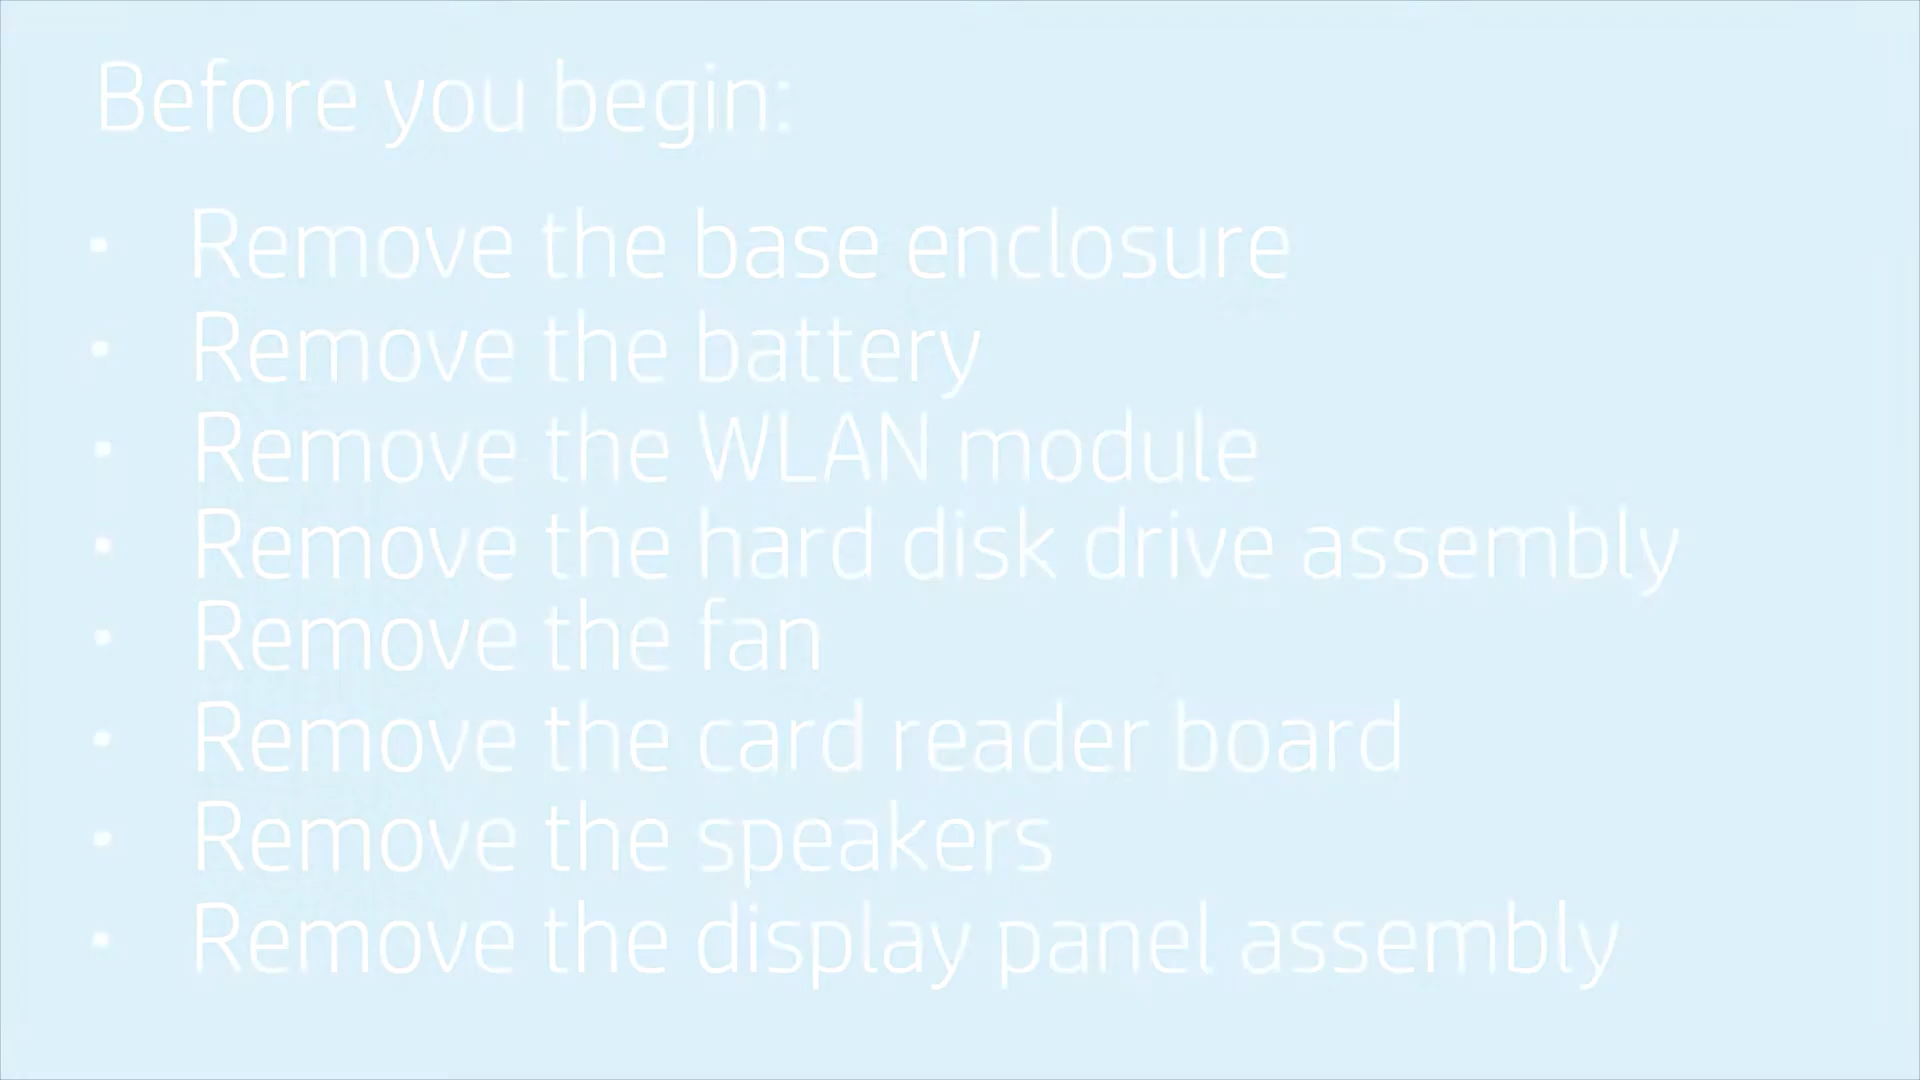 Before you begin:
• Remove the base enclosure
• Remove the battery
• Remove the WLAN module
• Remove the hard disk drive assembly
• Remove the fan
• Remove the card reader board
• Remove the speakers
• Remove the display panel assembly